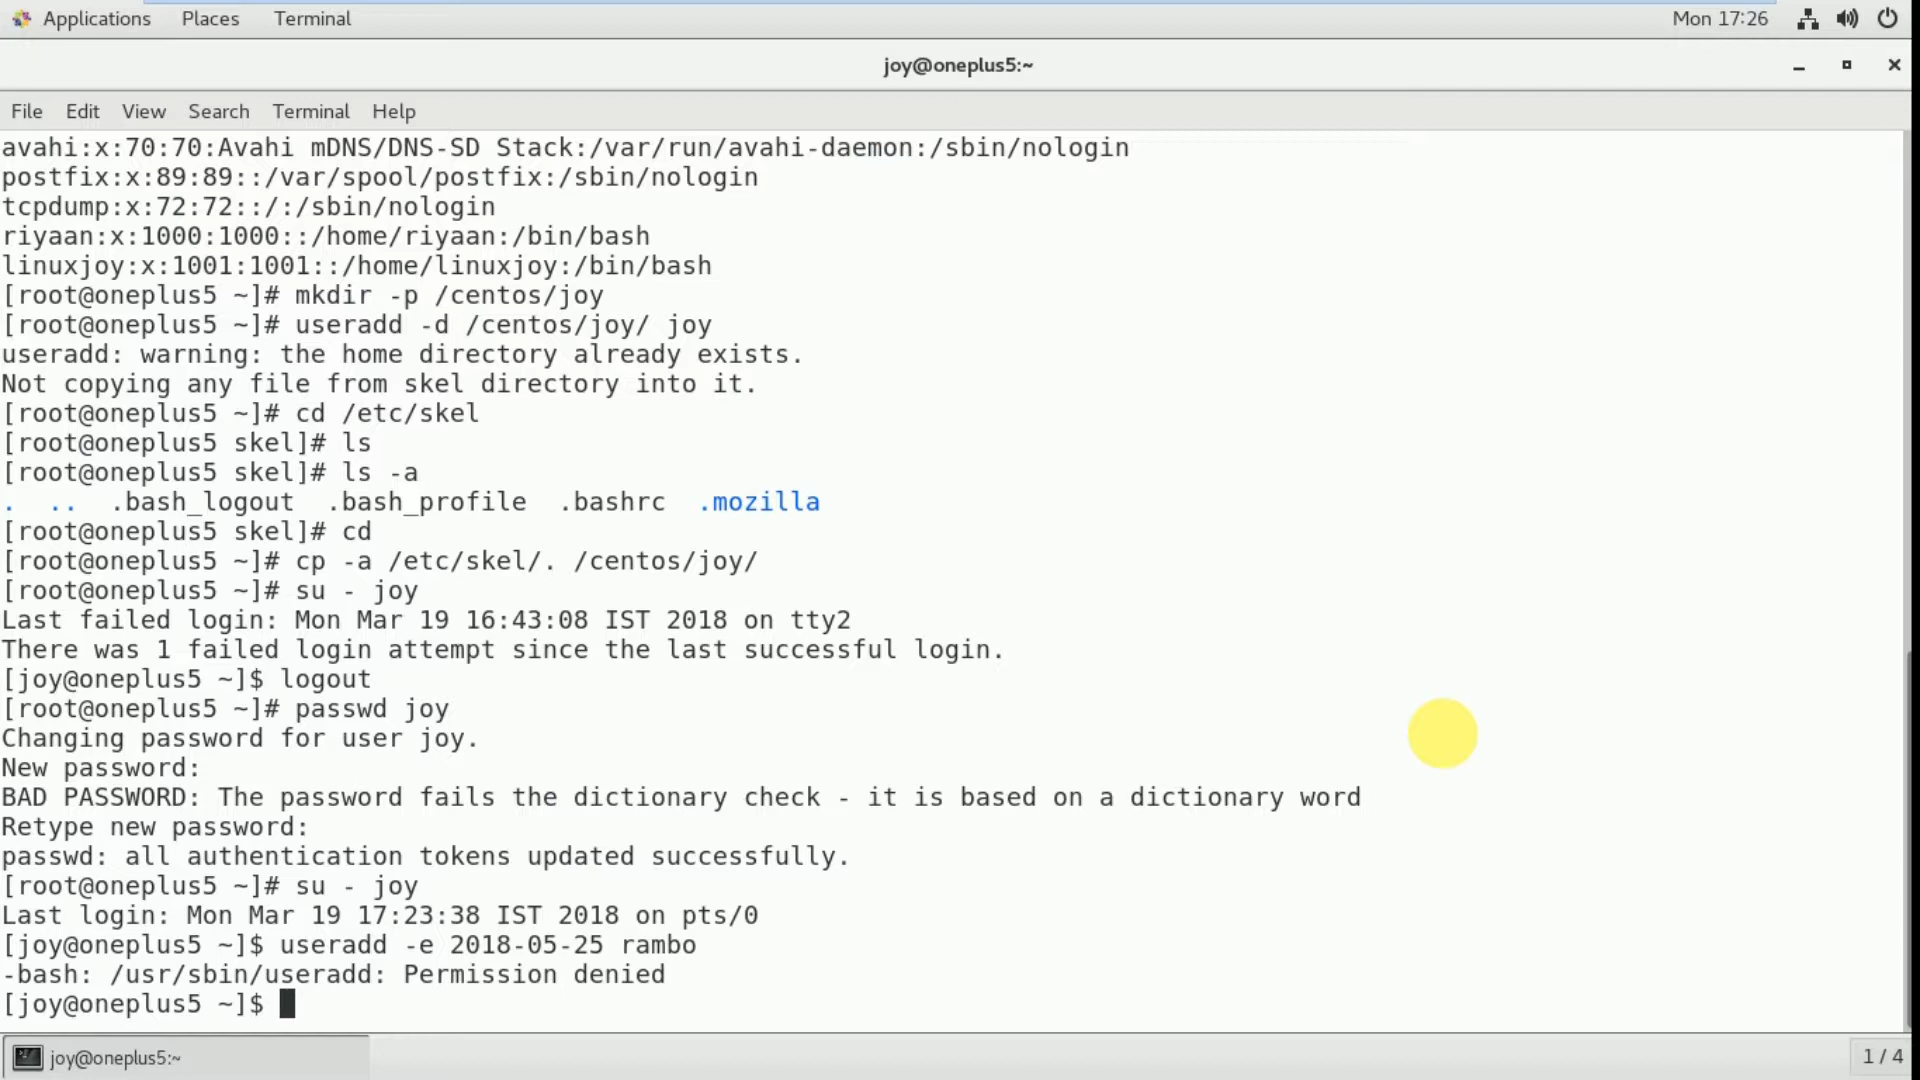 Applications Places Terminal Mon 17:26
joy@oneplus5:~
File Edit View Search Terminal Help
avahi:x:70:70:Avahi mDNS/DNS-SD Stack:/var/run/avahi-daemon:/sbin/nologin
postfix:x:89:89::/var/spool/postfix:/sbin/nologin
tcpdump:x:72:72::/:/sbin/nologin
riyaan:x:1000:1000::/home/riyaan:/bin/bash
linuxjoy:x:1001:1001::/home/linuxjoy:/bin/bash
[root@oneplus5 ~]# mkdir -p /centos/joy
[root@oneplus5 ~]# useradd -d /centos/joy/ joy
useradd: warning: the home directory already exists.
Not copying any file from skel directory into it.
[root@oneplus5 ~]# cd /etc/skel
[root@oneplus5 skel]# ls
[root@oneplus5 skel]# ls -a
. .. .bash_logout .bash_profile .bashrc .mozilla
[root@oneplus5 skel]# cd
[root@oneplus5 ~]# cp -a /etc/skel/. /centos/joy/
[root@oneplus5 ~]# su - joy
Last failed login: Mon Mar 19 16:43:08 IST 2018 on tty2
There was 1 failed login attempt since the last successful login.
[joy@oneplus5 ~]$ logout
[root@oneplus5 ~]# passwd joy
Changing password for user joy.
New password:
BAD PASSWORD: The password fails the dictionary check - it is based on a dictionary word
Retype new password:
passwd: all authentication tokens updated successfully.
[root@oneplus5 ~]# su - joy
Last login: Mon Mar 19 17:23:38 IST 2018 on pts/0
[joy@oneplus5 ~]$ useradd -e 2018-05-25 rambo
-bash: /usr/sbin/useradd: Permission denied
[joy@oneplus5 ~]$
joy@oneplus5:~ 1 / 4